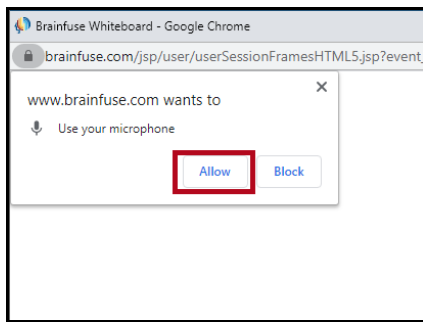 Brainfuse Whiteboard - Google Chrome
brainfuse.com/jsp/user/userSessionFramesHTML5.jsp?event_
www.brainfuse.com wants to
Use your microphone
Allow Block